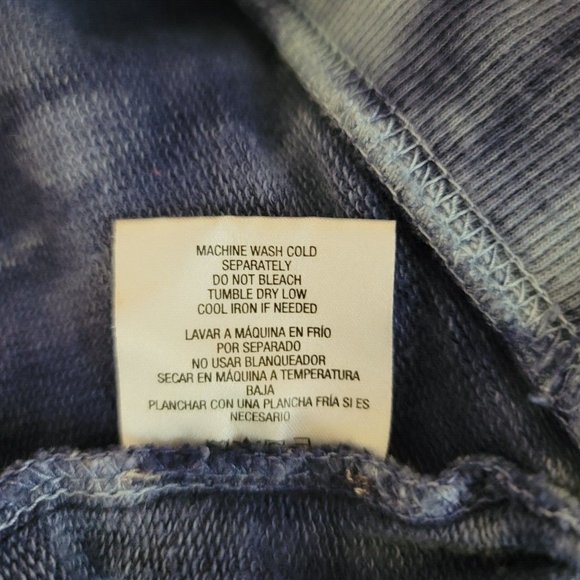 MACHINE WASH COLD
SEPARATELY
DO NOT BLEACH
TUMBLE DRY LOW
COOL IRON IF NEEDED
LAVAR A MÁQUINA EN FRÍO
POR SEPARADO
NO USAR BLANQUEADOR
SECAR EN MÁQUINA A TEMPERATURA
BAJA
PLANCHAR CON UNA PLANCHA FRÍA SI ES
NECESARIO